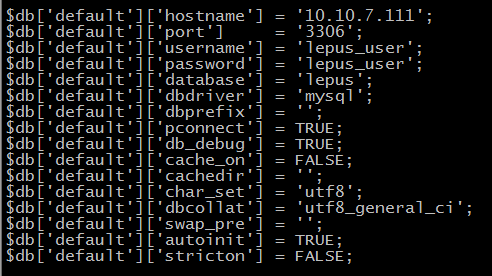 $db['default']['hostname'] = '10.10.7.111';
$db['default']['port']     = '3306';
$db['default']['username'] = 'lepus_user';
$db['default']['password'] = 'lepus_user';
$db['default']['database'] = 'lepus';
$db['default']['dbdriver'] = 'mysql';
$db['default']['dbprefix'] = '';
$db['default']['pconnect'] = TRUE;
$db['default']['db_debug'] = TRUE;
$db['default']['cache_on'] = FALSE;
$db['default']['cachedir'] = '';
$db['default']['char_set'] = 'utf8';
$db['default']['dbcollat'] = 'utf8_general_ci';
$db['default']['swap_pre'] = '';
$db['default']['autoinit'] = TRUE;
$db['default']['stricton'] = FALSE;